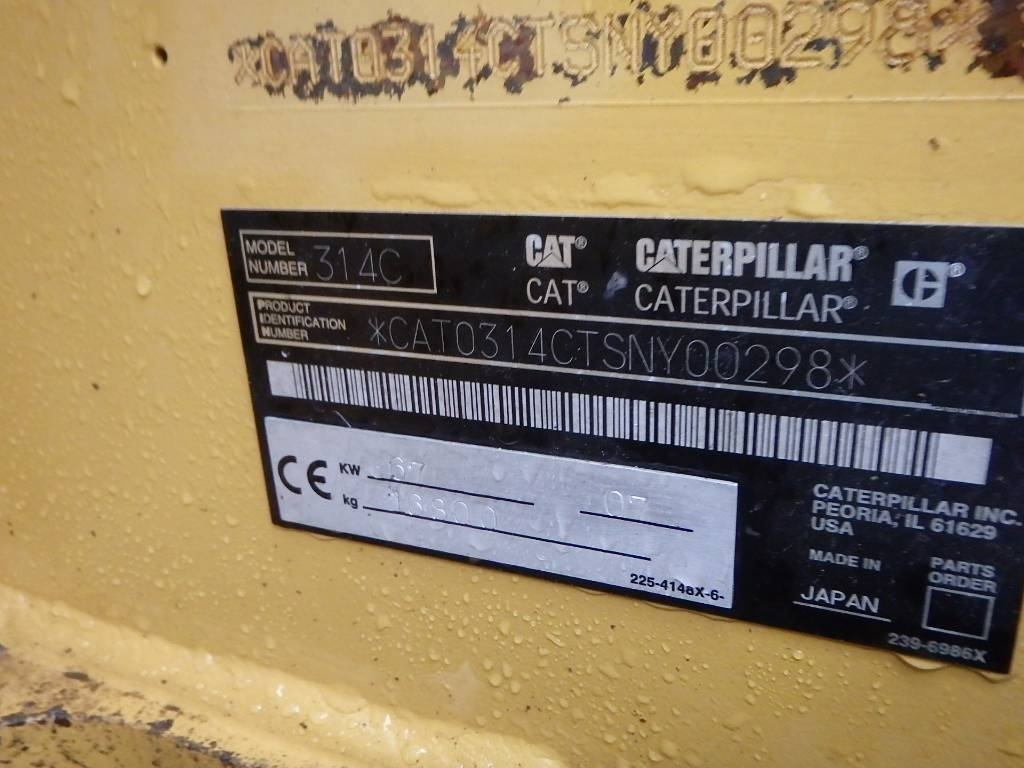 *CAT0314CTSNY00298*
MODEL NUMBER 314C
CAT® CATERPILLAR®
CAT® CATERPILLAR®
PRODUCT IDENTIFICATION NUMBER *CAT0314CTSNY00298*
CE
KW 67 07
kg
225-4148X-6-
CATERPILLAR INC.
PEORIA, IL 61629
USA
MADE IN
JAPAN
PARTS ORDER
239-6986X